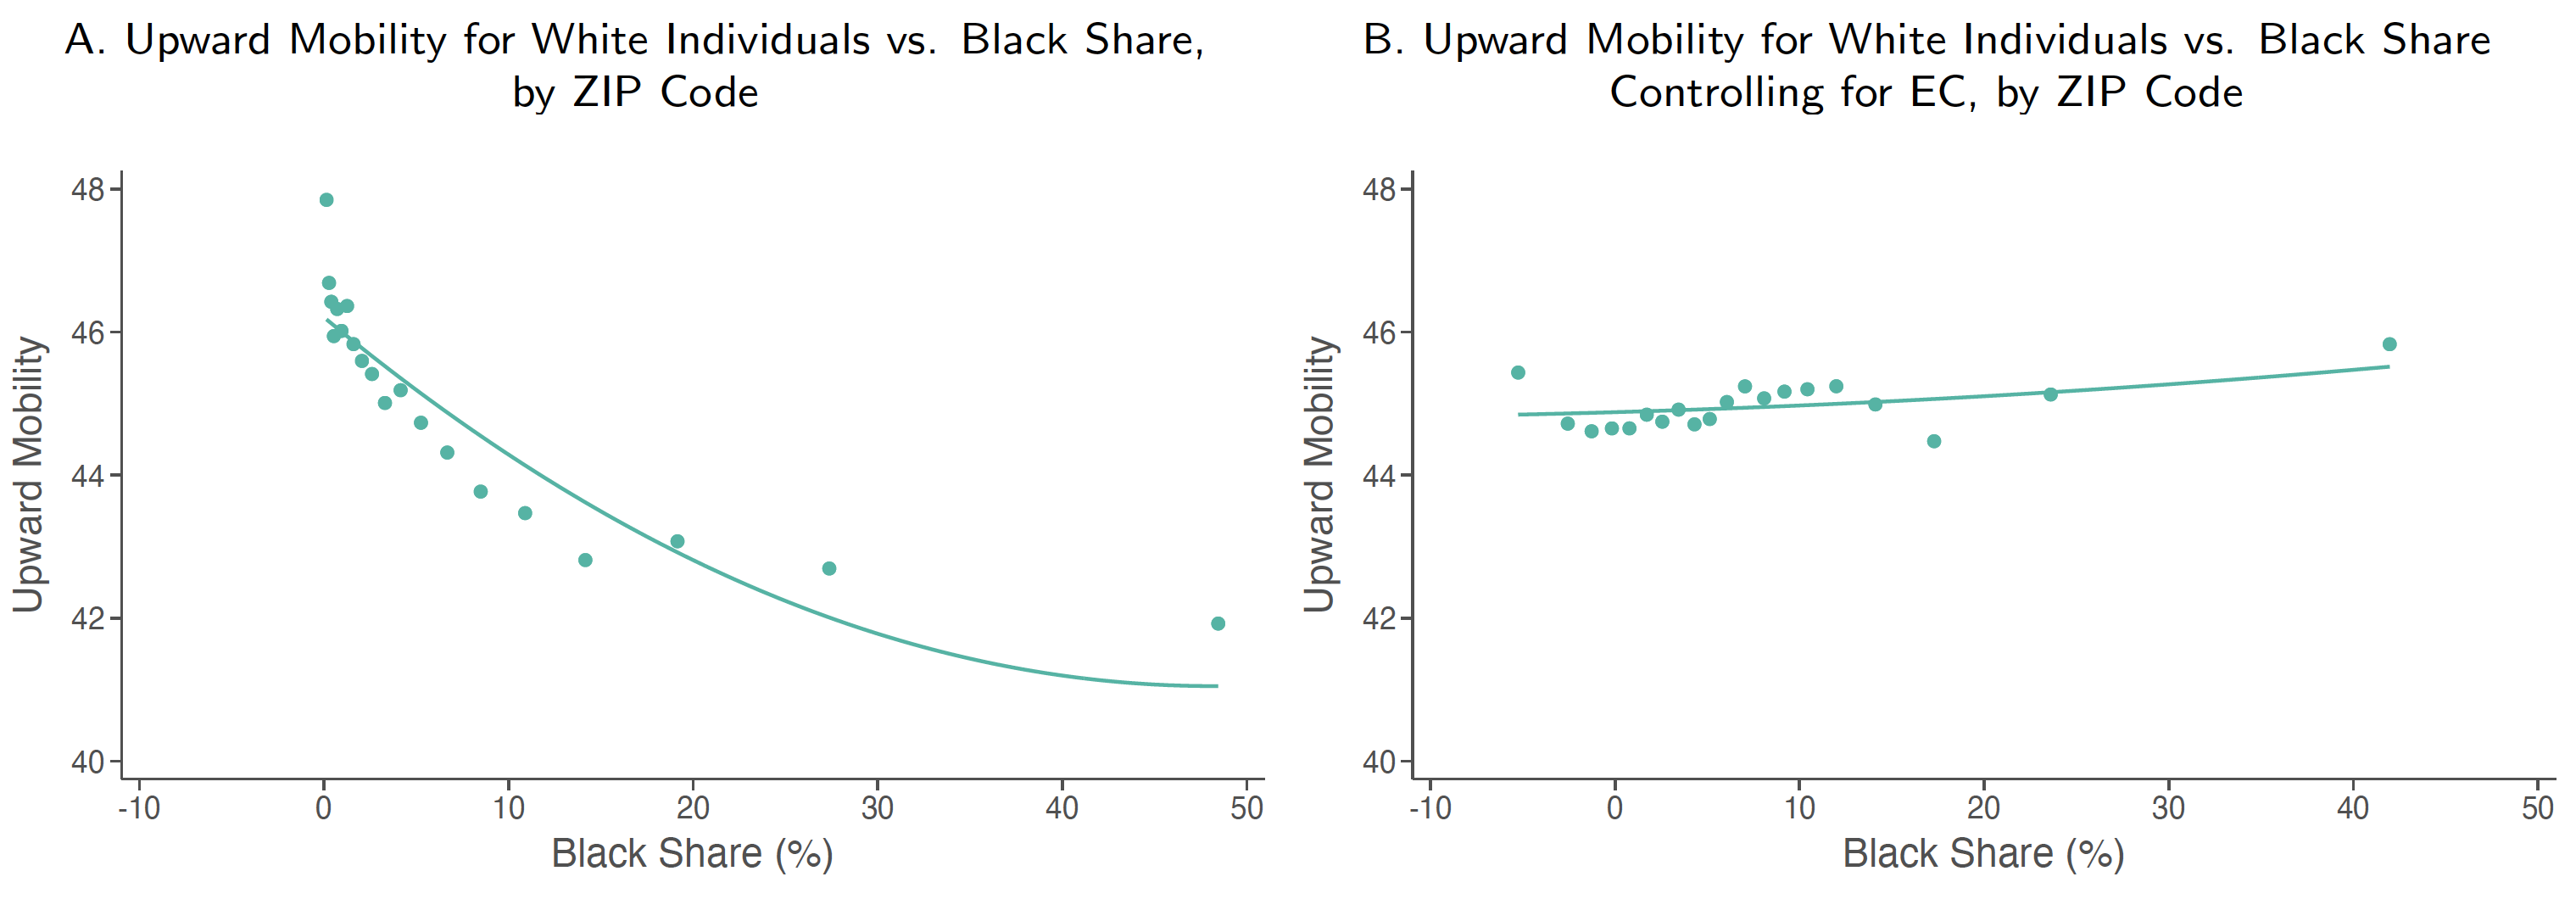 A. Upward Mobility for White Individuals vs. Black Share,
by ZIP Code
48
46
44
42
40
Upward Mobility
-10 0 10 20 30 40 50
Black Share (%)
B. Upward Mobility for White Individuals vs. Black Share
Controlling for EC, by ZIP Code
48
46
44
42
40
Upward Mobility
-10 0 10 20 30 40 50
Black Share (%)